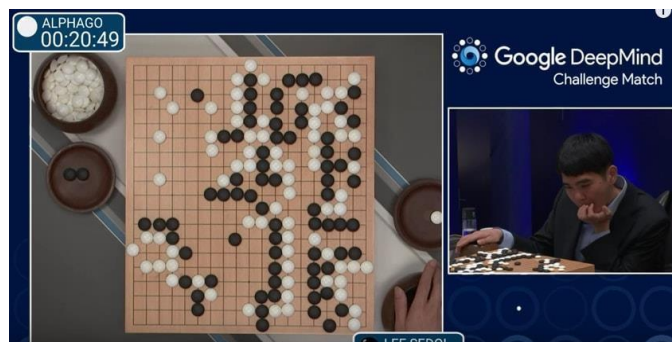 ALPHAGO
00:20:49
Google DeepMind
Challenge Match
LEE SEDOL